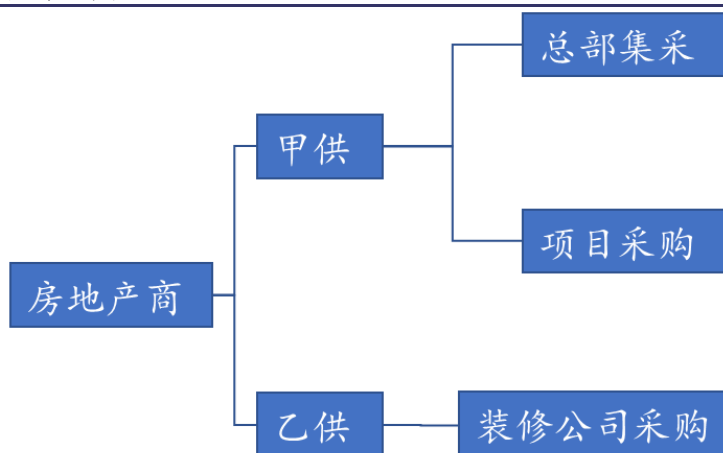 总部集采
甲供
项目采购
房地产商
乙供
装修公司采购